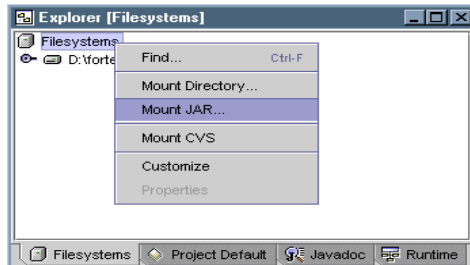 Explorer [Filesystems]
Filesystems
D:\forte
Find... Ctrl-F
Mount Directory...
Mount JAR...
Mount CVS
Customize
Properties
Filesystems Project Default Javadoc Runtime